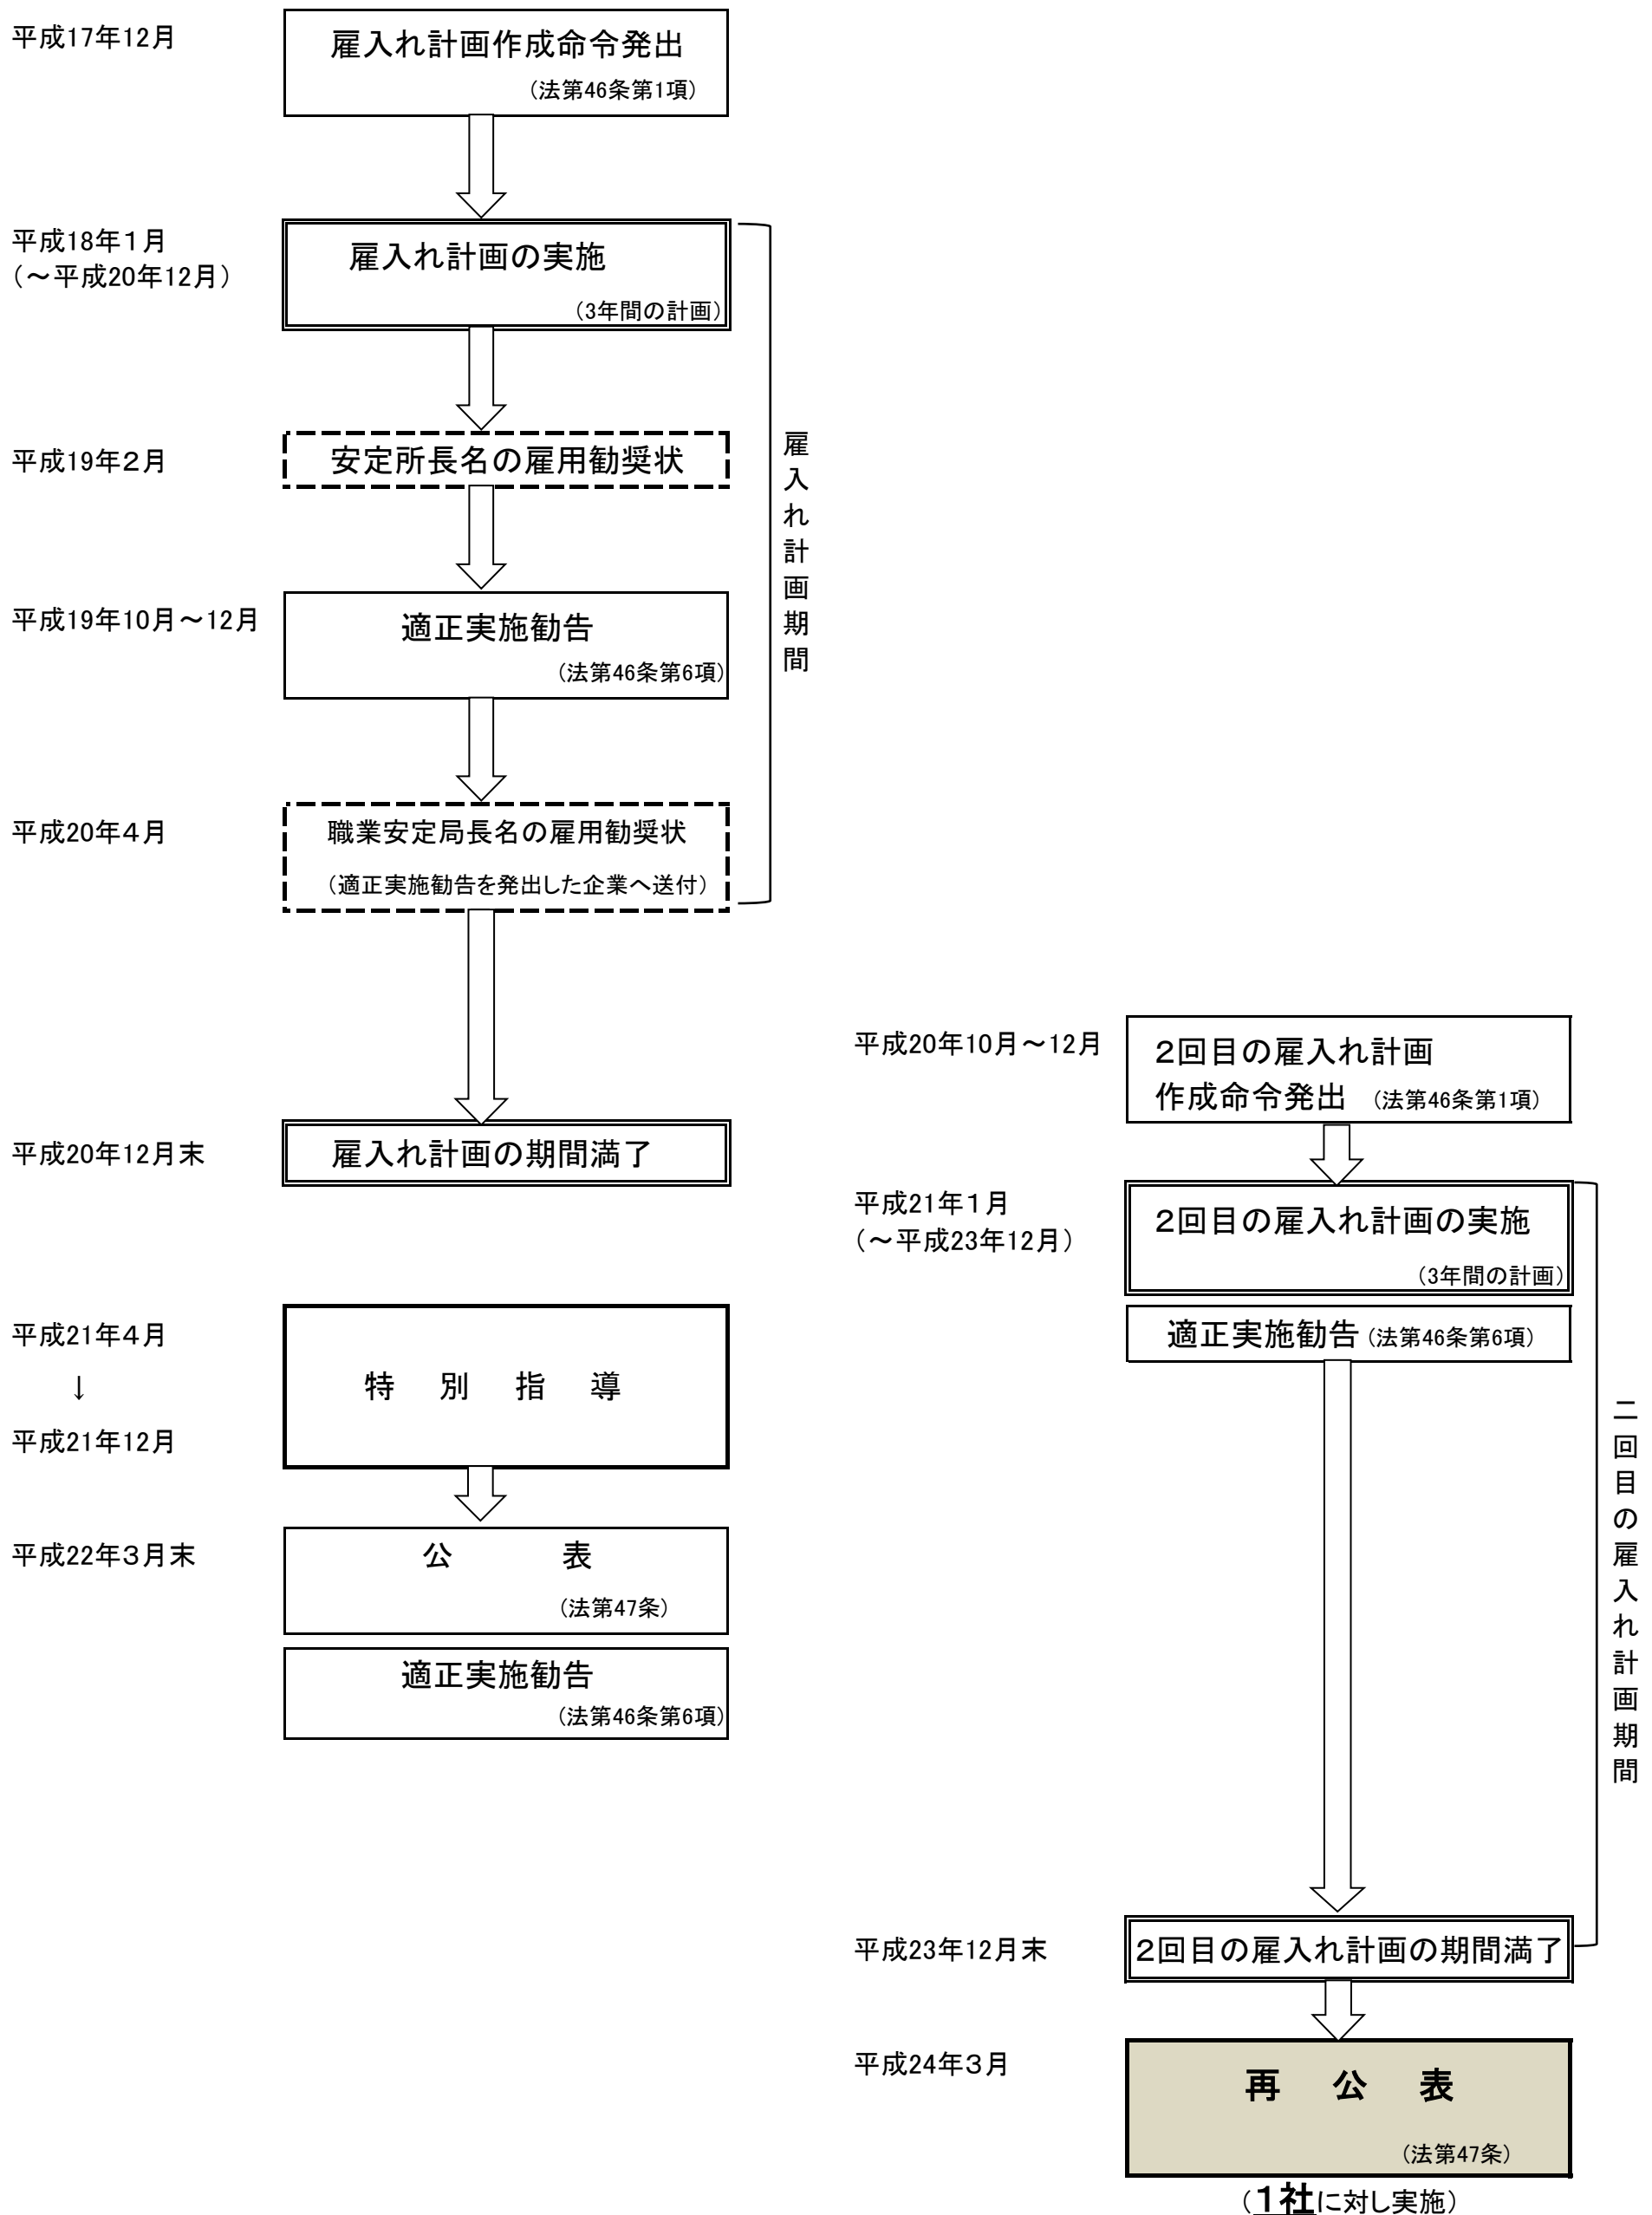 平成17年12月
雇入れ計画作成命令発出
（法第46条第1項）
平成18年１月
（～平成20年12月）
雇入れ計画の実施
（3年間の計画）
平成19年２月
安定所長名の雇用勧奨状
平成19年10月～12月
適正実施勧告
（法第46条第6項）
平成20年４月
職業安定局長名の雇用勧奨状
（適正実施勧告を発出した企業へ送付）
雇入れ計画期間
平成20年12月末
雇入れ計画の期間満了
平成21年４月
↓
平成21年12月
特別指導
平成22年３月末
公表
（法第47条）
適正実施勧告
（法第46条第6項）
平成20年10月～12月
２回目の雇入れ計画
作成命令発出 （法第46条第1項）
平成21年１月
（～平成23年12月）
２回目の雇入れ計画の実施
（3年間の計画）
適正実施勧告（法第46条第6項）
二回目の雇入れ計画期間
平成23年12月末
２回目の雇入れ計画の期間満了
平成24年３月
再公表
（法第47条）
（１社に対し実施）